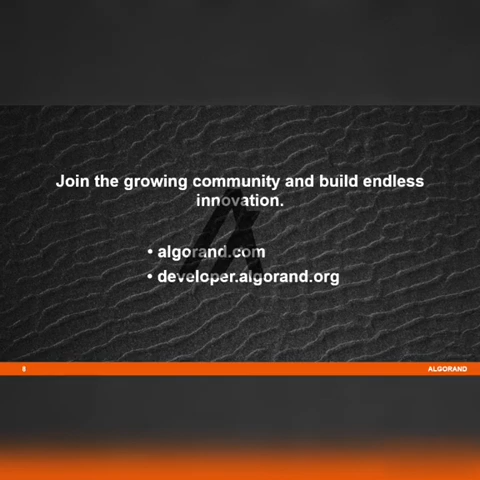 Join the growing community and build endless
innovation.
• algorand.com
• developer.algorand.org
8 ALGORAND